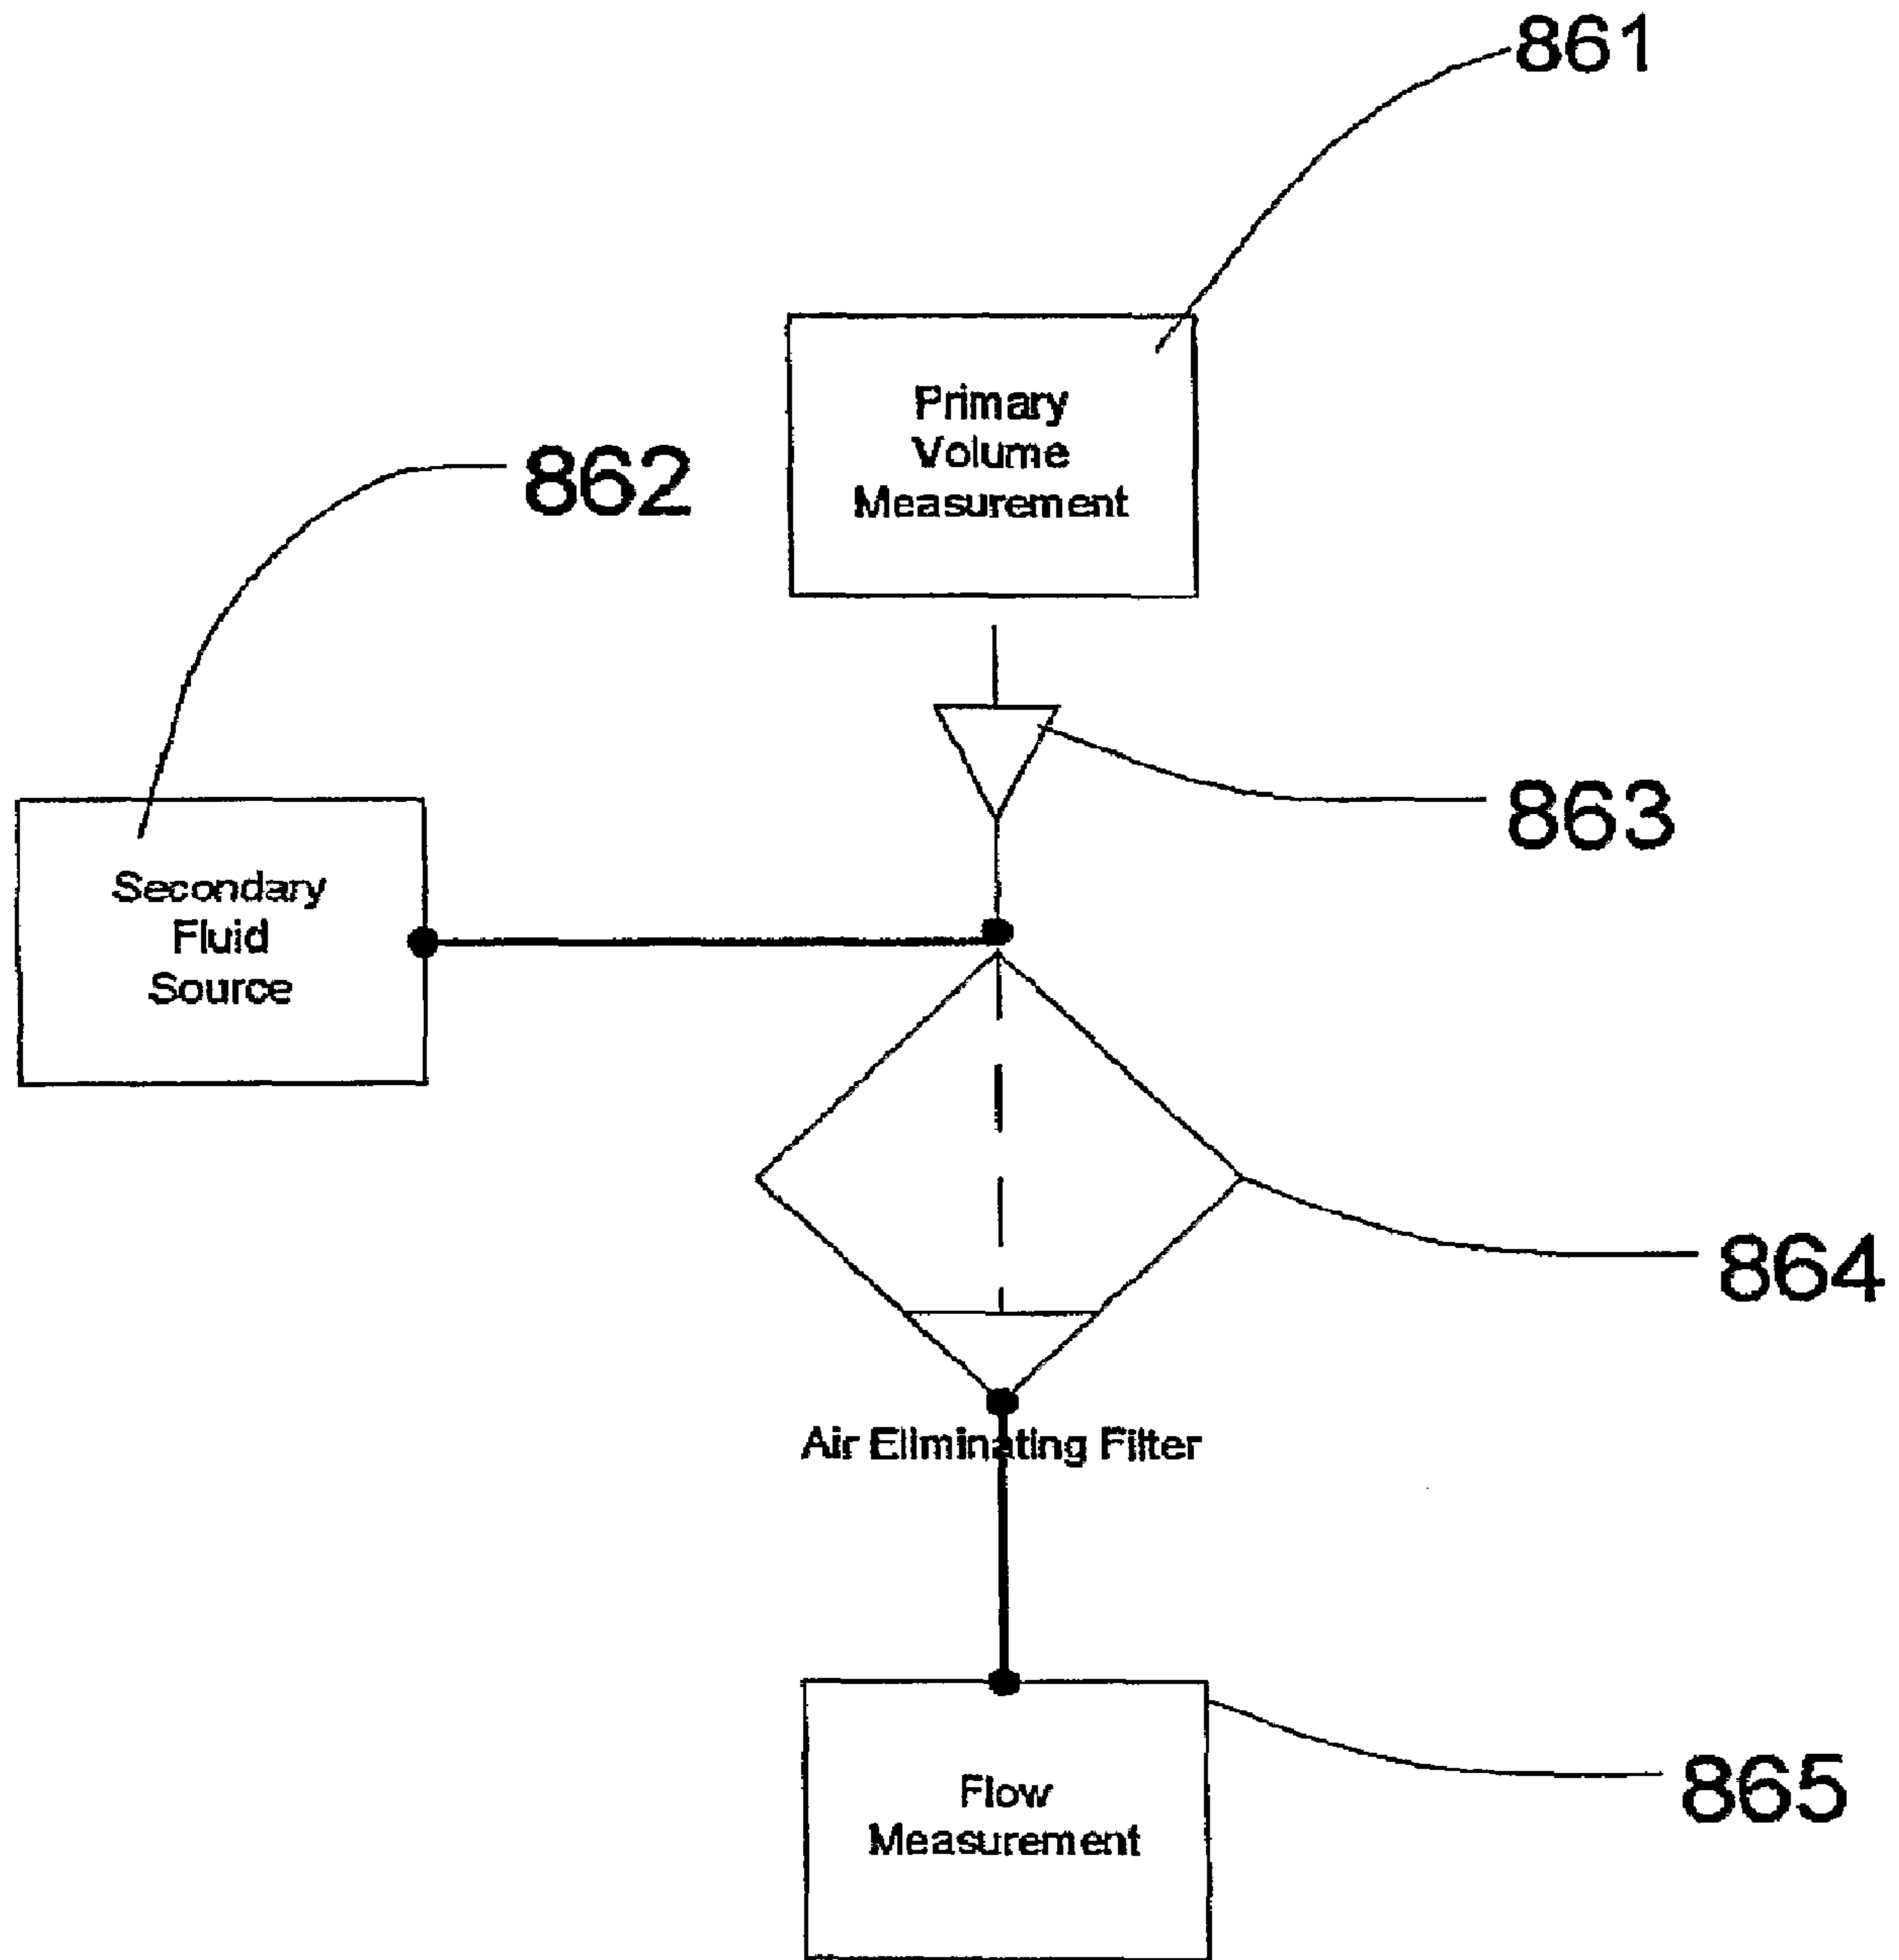 861
Primary
Volume
Measurement
862
863
Secondary
Fluid
Source
864
Air Eliminating Filter
Flow
Measurement
865